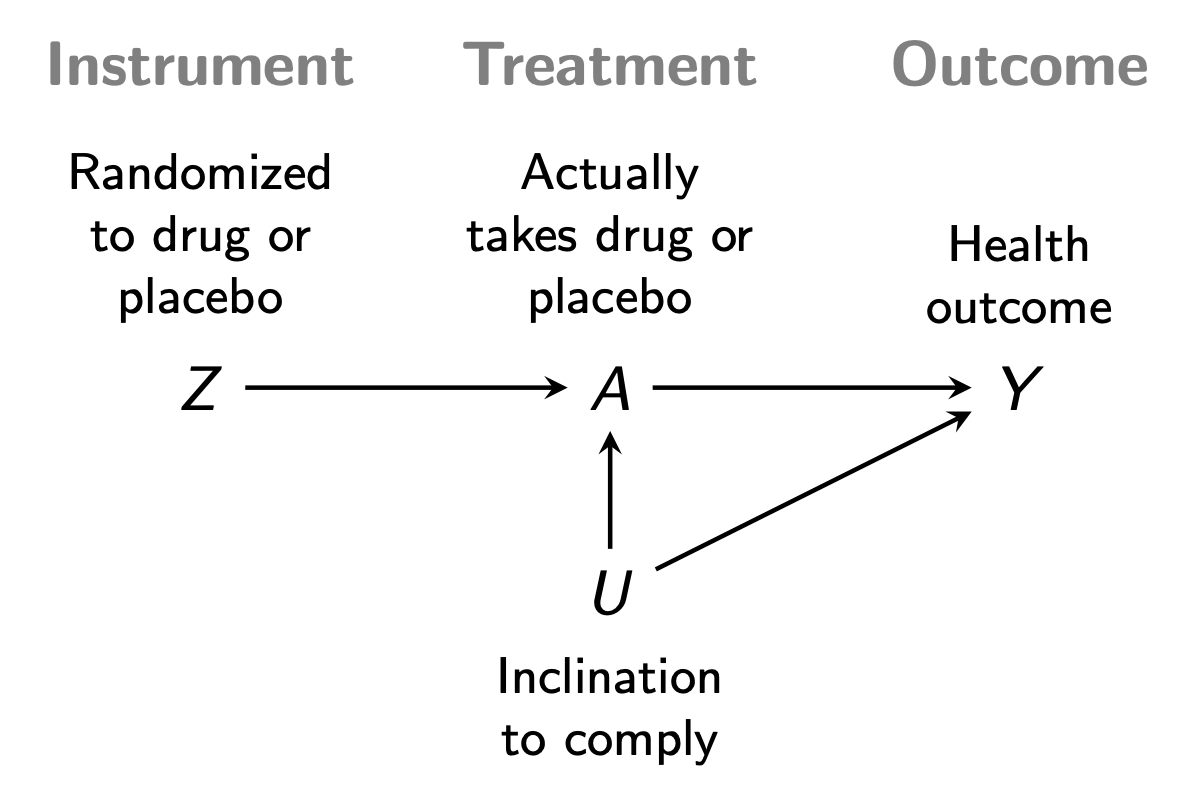 Instrument
Treatment
Outcome
Randomized
to drug or
placebo
Actually
takes drug or
placebo
Health
outcome
Z
A
Y
U
Inclination
to comply